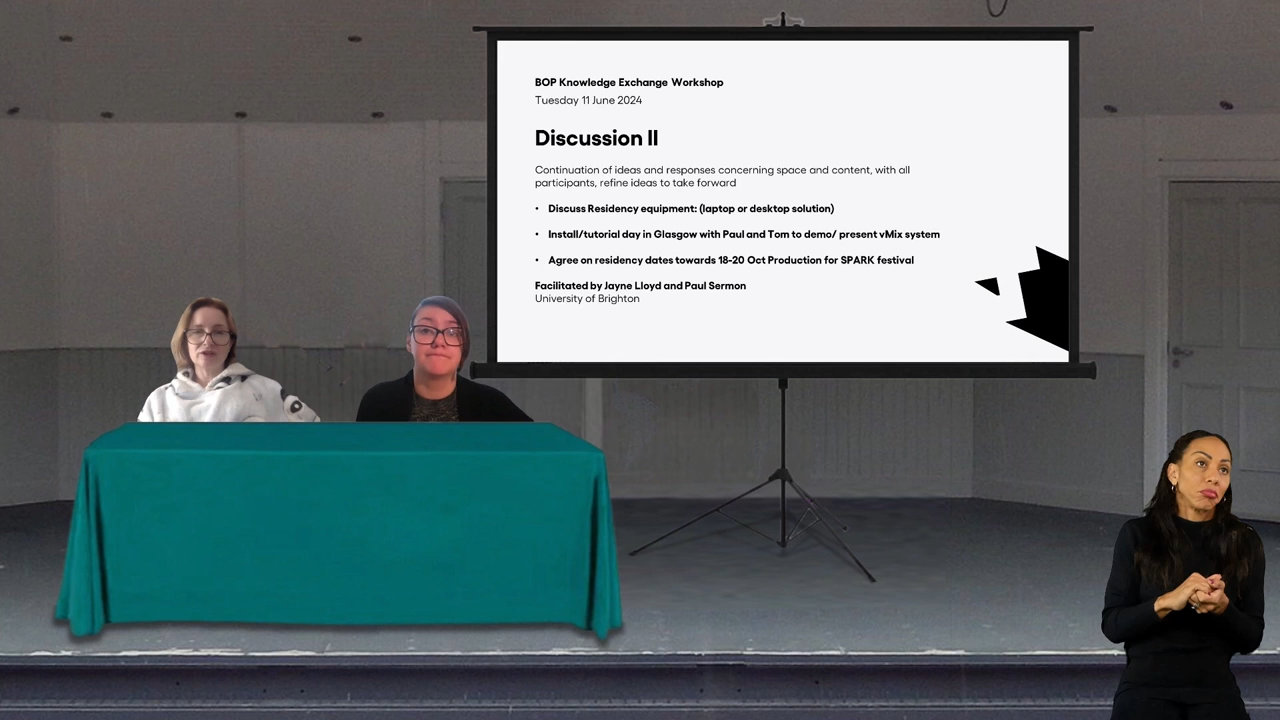 BOP Knowledge Exchange Workshop
Tuesday 11 June 2024
Discussion II
Continuation of ideas and responses concerning space and content, with all
participants, refine ideas to take forward
• Discuss Residency equipment: (laptop or desktop solution)
• Install/tutorial day in Glasgow with Paul and Tom to demo/ present vMix system
• Agree on residency dates towards 18-20 Oct Production for SPARK festival
Facilitated by Jayne Lloyd and Paul Sermon
University of Brighton